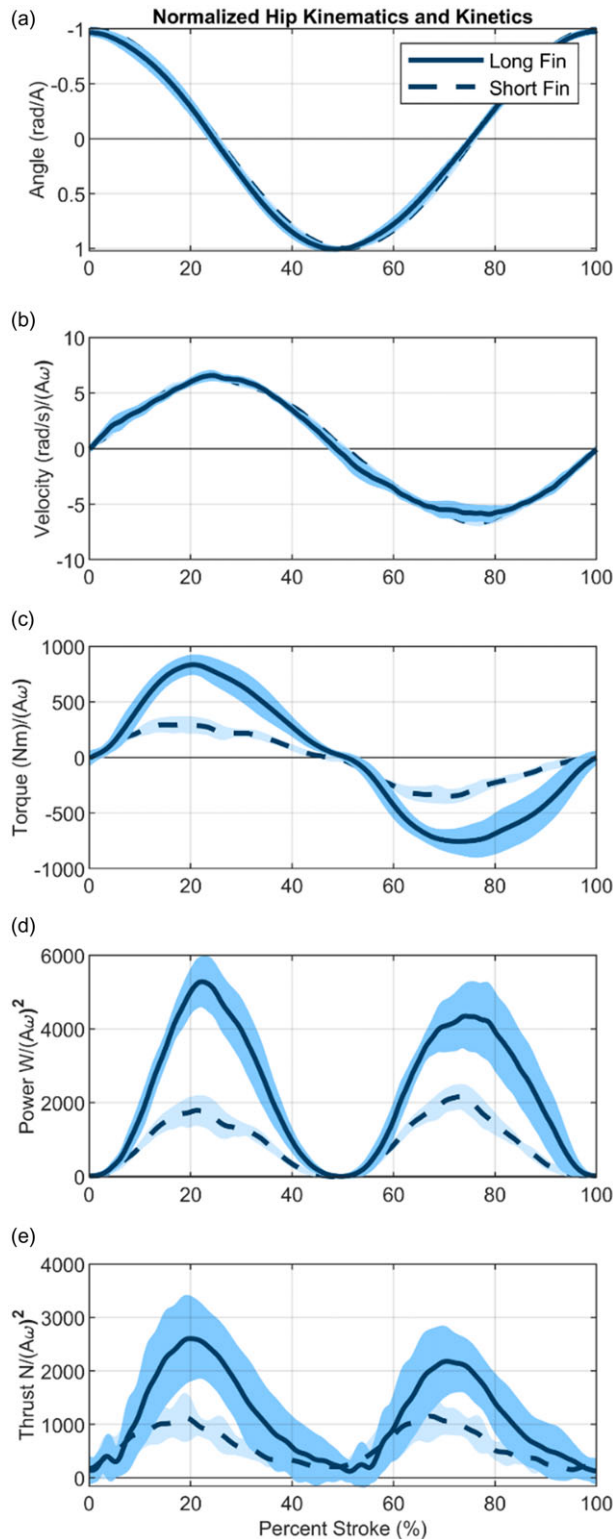 (a)
Normalized Hip Kinematics and Kinetics
Angle (rad/A)
-1
-0.5
0
0.5
1
Long Fin
Short Fin
0 20 40 60 80 100
(b)
Velocity (rad/s)/(Aω)
10
5
0
-5
-10
0 20 40 60 80 100
(c)
Torque (Nm)/(Aω)
1000
500
0
-500
-1000
0 20 40 60 80 100
(d)
Power W/(Aω)²
6000
4000
2000
0
0 20 40 60 80 100
(e)
Thrust N/(Aω)²
4000
3000
2000
1000
0
0 20 40 60 80 100
Percent Stroke (%)